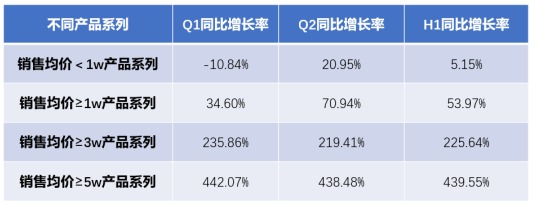 不同产品系列 Q1同比增长率 Q2同比增长率 H1同比增长率
销售均价＜1w产品系列 -10.84% 20.95% 5.15%
销售均价≥1w产品系列 34.60% 70.94% 53.97%
销售均价≥3w产品系列 235.86% 219.41% 225.64%
销售均价≥5w产品系列 442.07% 438.48% 439.55%